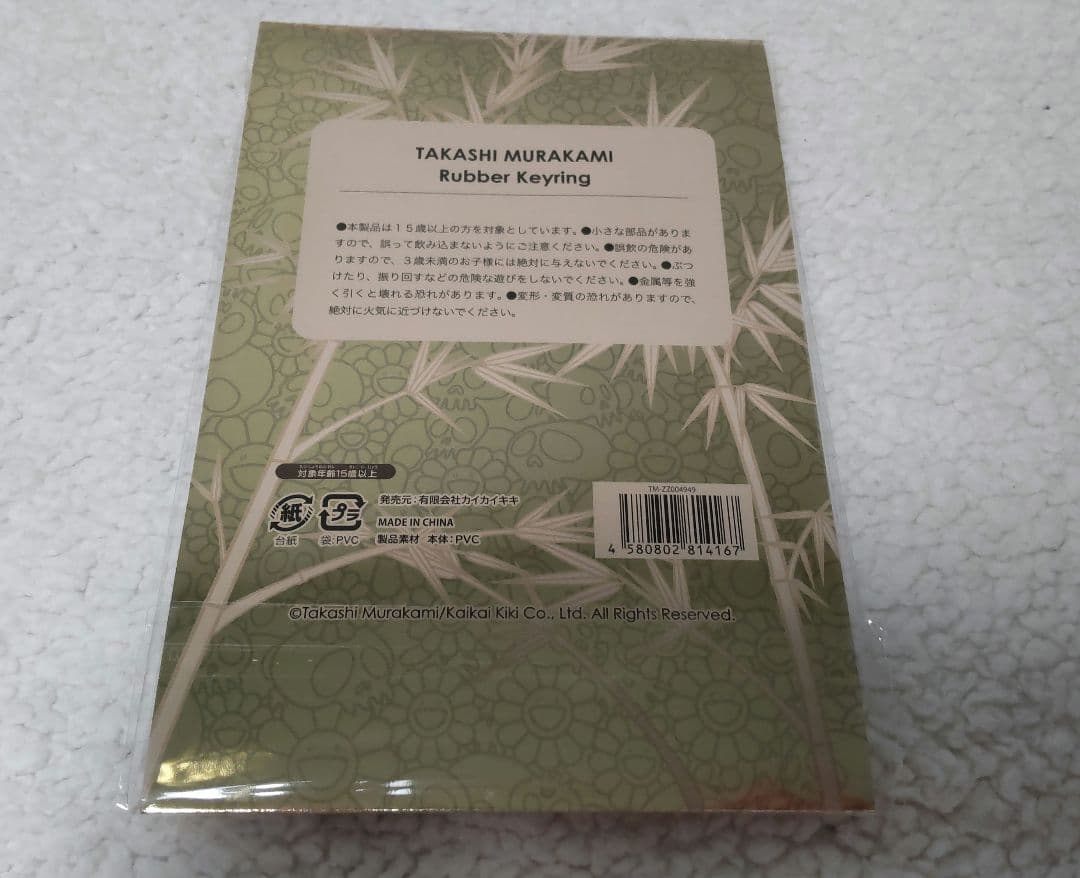 TAKASHI MURAKAMI
Rubber Keyring
●本製品は15歳以上の方を対象としています。●小さな部品がありま
すので、誤って飲み込まないようにご注意ください。●誤飲の危険があ
りますので、3歳未満のお子様には絶対に与えないでください。●ぶつ
けたり、振り回すなどの危険な遊びをしないでください。●金属等を強
く引くと壊れる恐れがあります。●変形・変質の恐れがありますので、
絶対に火気に近づけないでください。
対象年齢15歳以上
紙
台紙
プラ
袋:PVC
発売元:有限会社カイカイキキ
MADE IN CHINA
製品素材 本体:PVC
TM-ZZ004949
4 580802 814167
©Takashi Murakami/Kaikai Kiki Co., Ltd. All Rights Reserved.